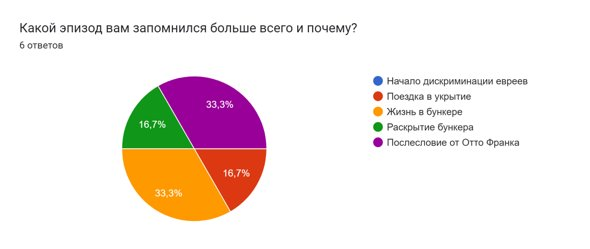 Какой эпизод вам запомнился больше всего и почему?
6 ответов
33,3%
16,7%
16,7%
33,3%
Начало дискриминации евреев
Поездка в укрытие
Жизнь в бункере
Раскрытие бункера
Послесловие от Отто Франка